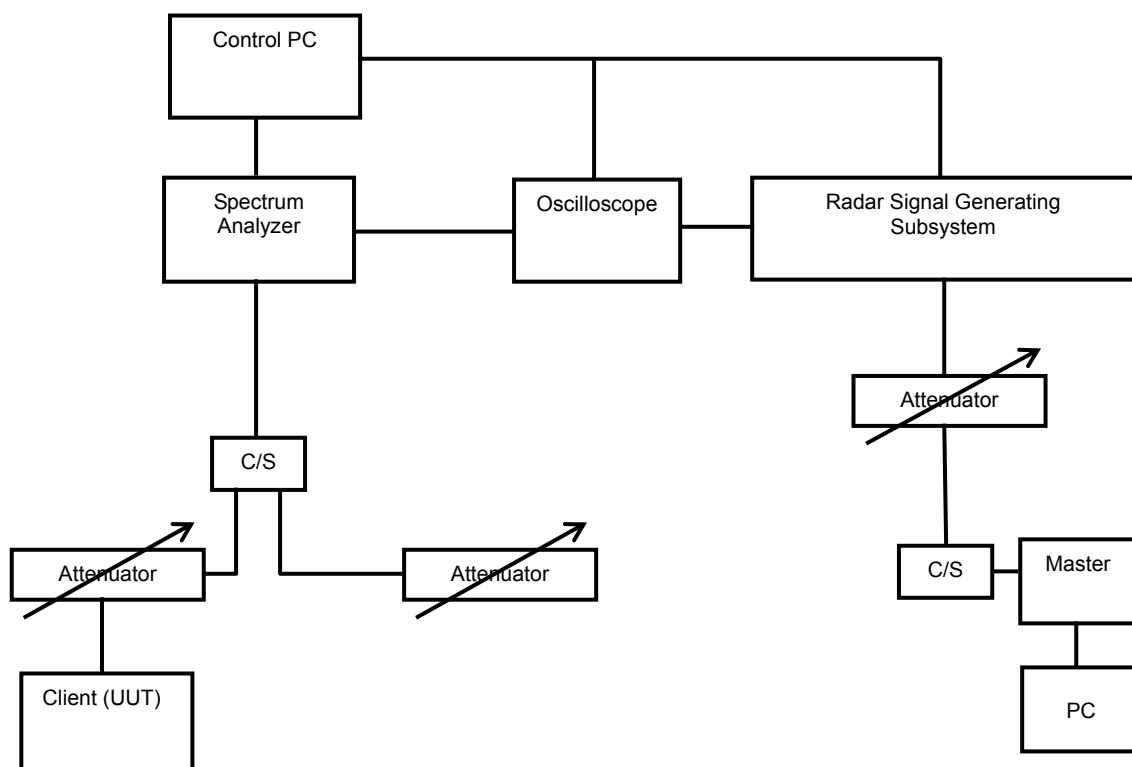 Control PC
Spectrum
Analyzer
Oscilloscope
Radar Signal Generating
Subsystem
Attenuator
C/S
Attenuator
Attenuator
C/S
Master
Client (UUT)
PC